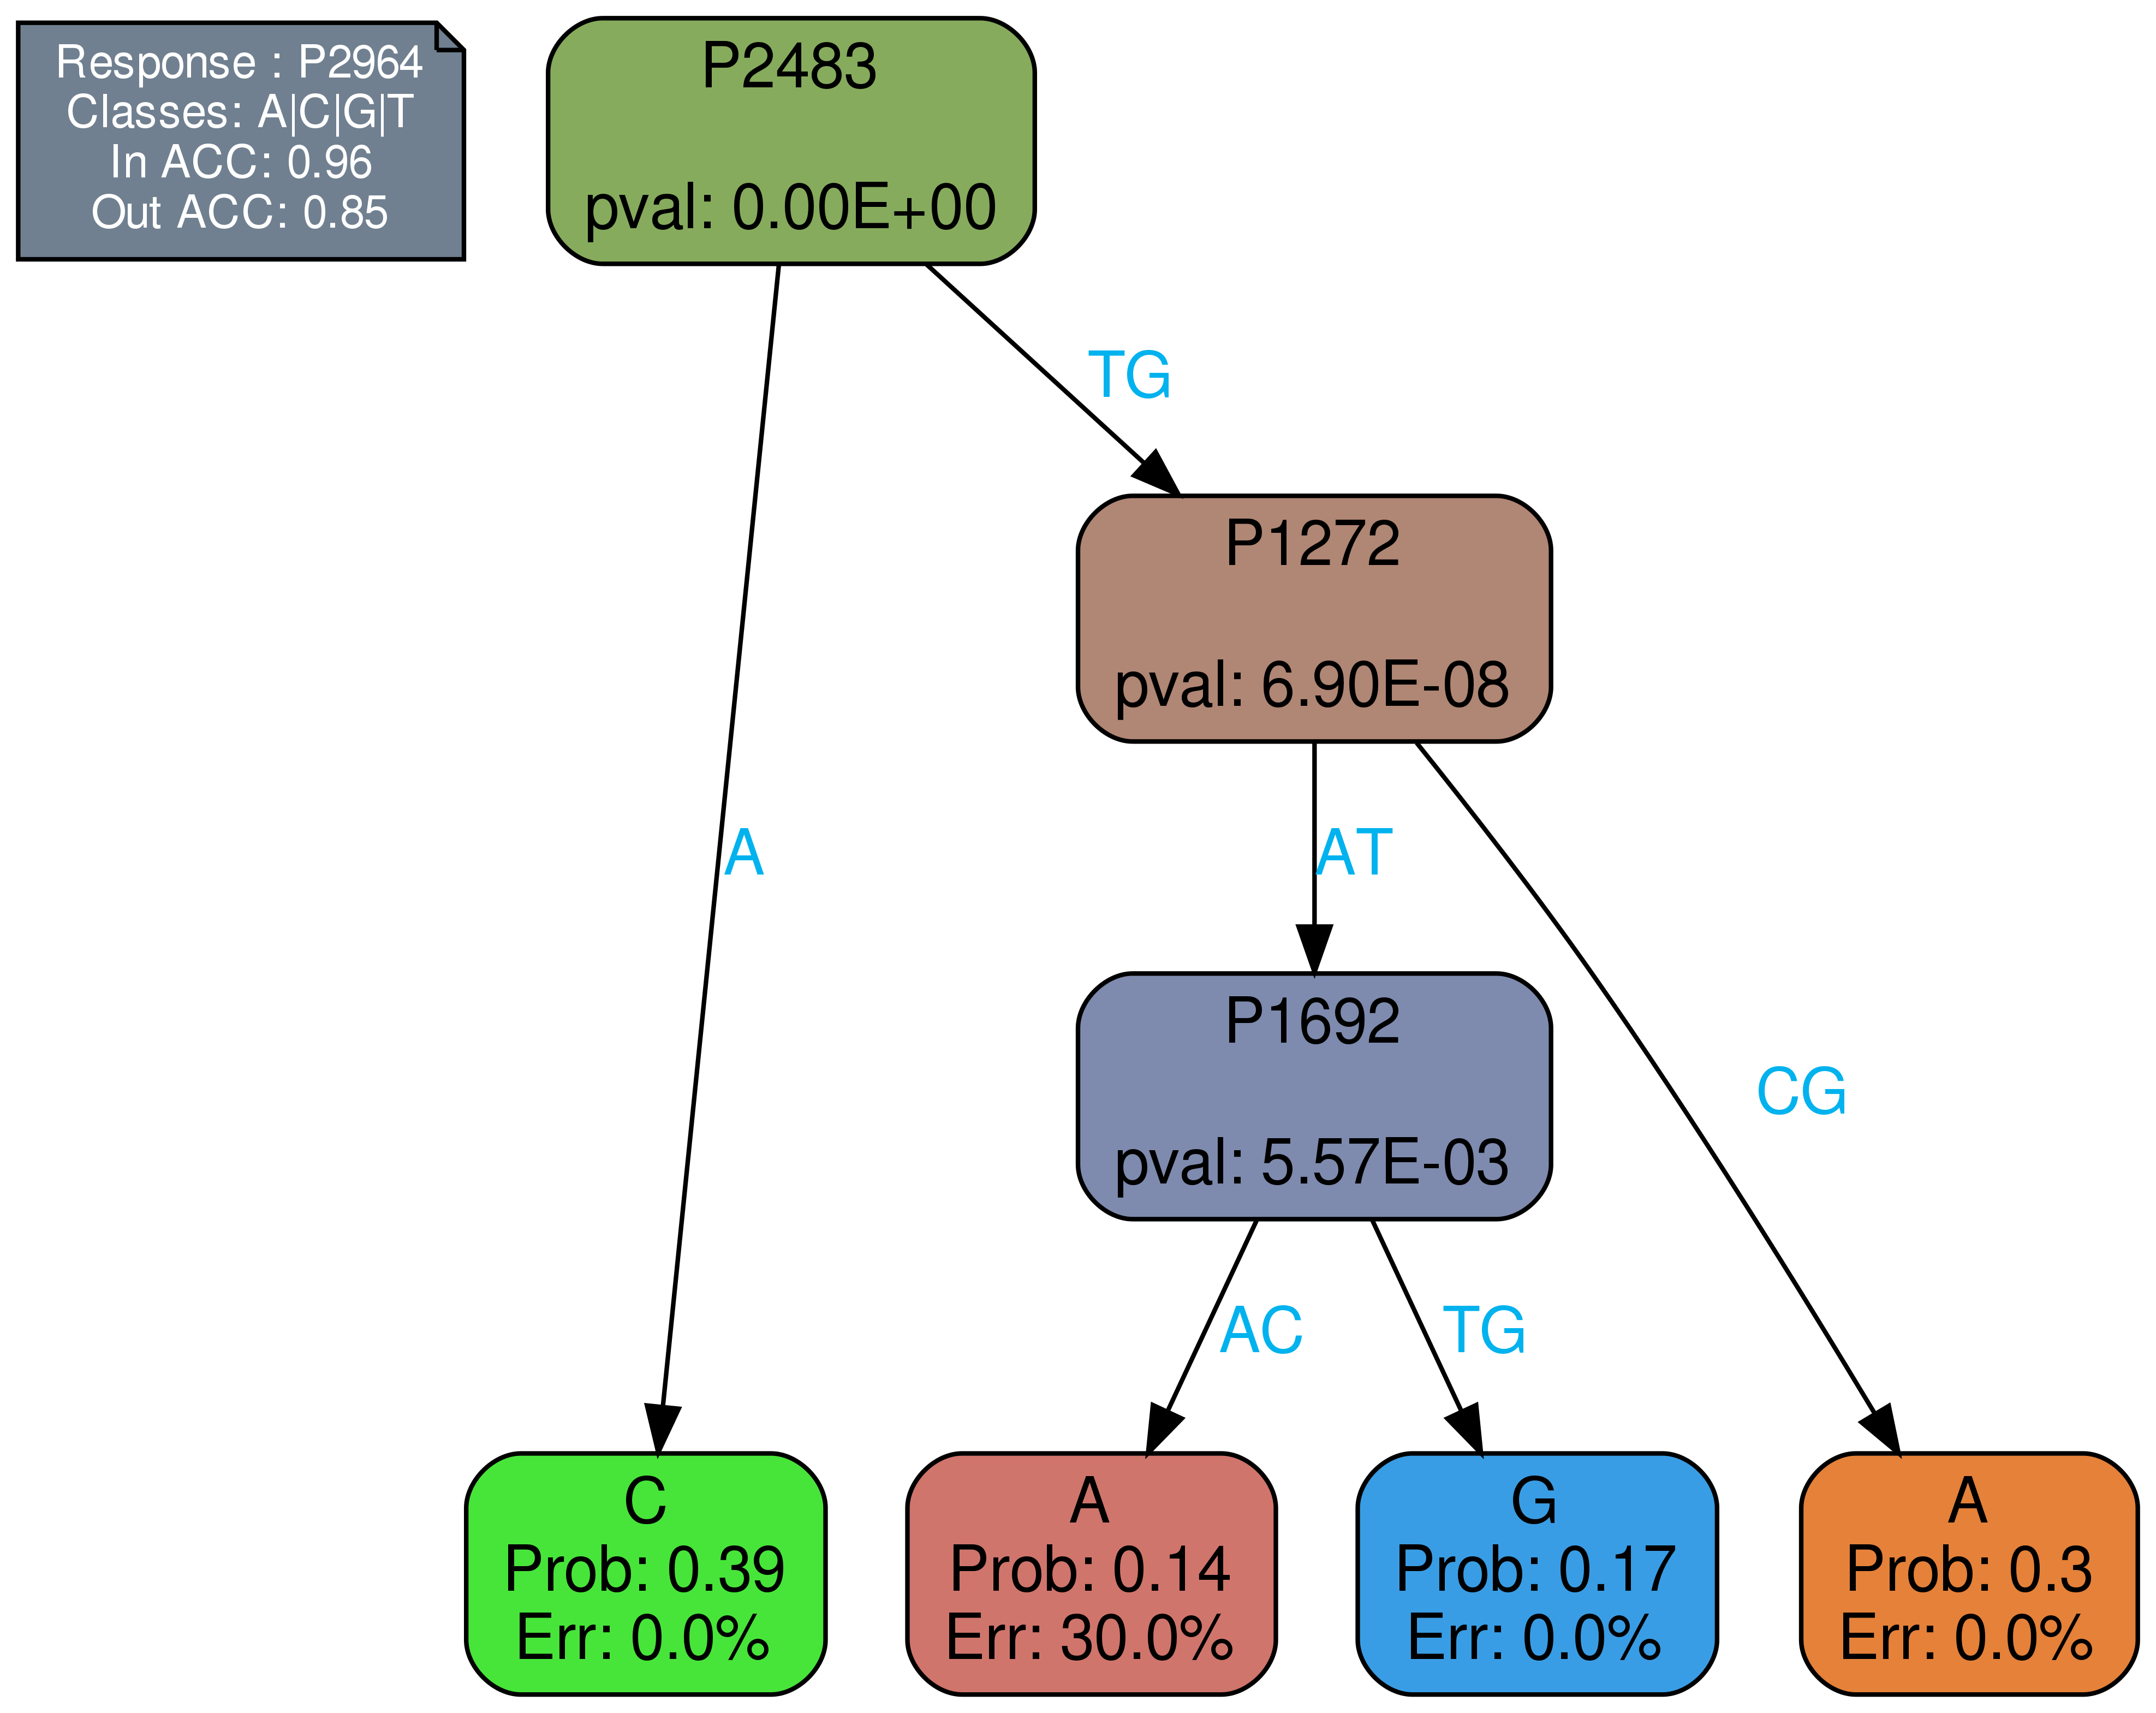 Response : P2964
Classes: A|C|G|T
In ACC: 0.96
Out ACC: 0.85
P2483
pval: 0.00E+00
TG
P1272
pval: 6.90E-08
A
AT
CG
P1692
pval: 5.57E-03
AC
TG
C
Prob: 0.39
Err: 0.0%
A
Prob: 0.14
Err: 30.0%
G
Prob: 0.17
Err: 0.0%
A
Prob: 0.3
Err: 0.0%